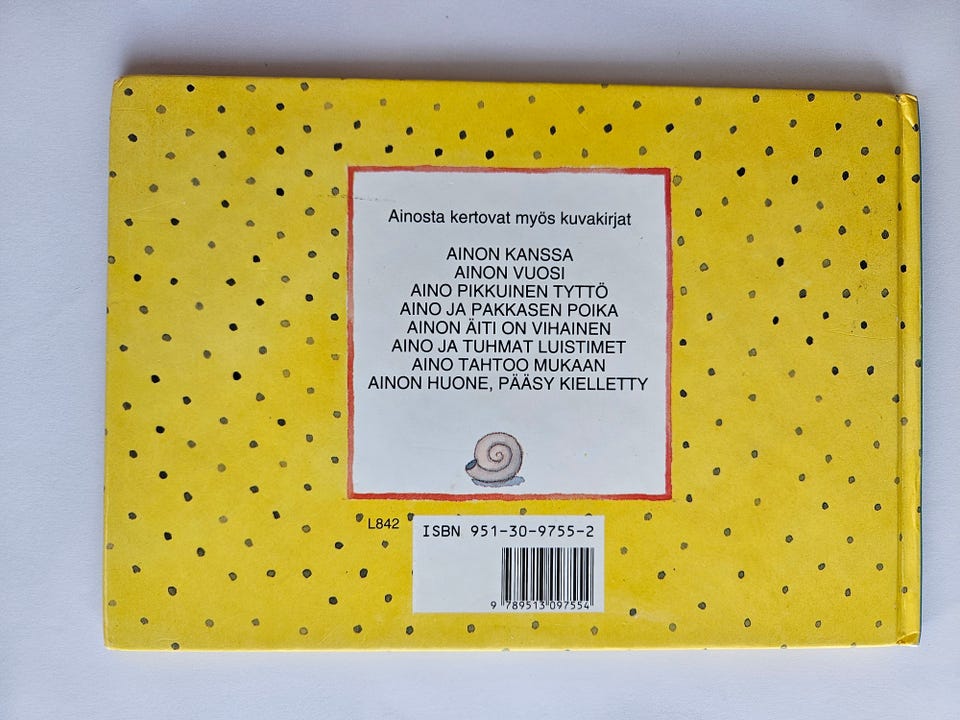 Ainosta kertovat myös kuvakirjat
AINON KANSSA
AINON VUOSI
AINO PIKKUINEN TYTTÖ
AINO JA PAKKASEN POIKA
AINON ÄITI ON VIHAINEN
AINO JA TUHMAT LUISTIMET
AINO TAHTOO MUKAAN
AINON HUONE, PÄÄSY KIELLETTY
L842
ISBN 951-30-9755-2
9 789513 097554